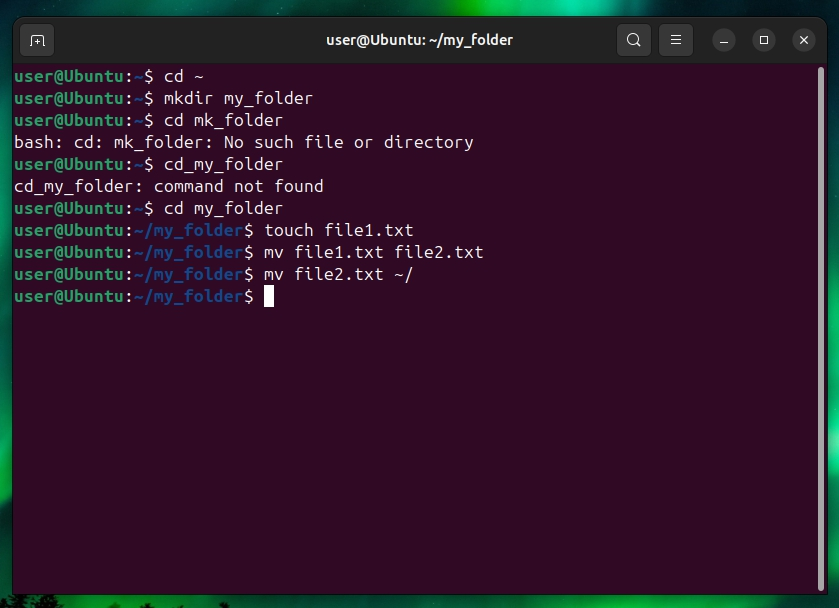 user@Ubuntu: ~/my_folder
user@Ubuntu:~$ cd ~
user@Ubuntu:~$ mkdir my_folder
user@Ubuntu:~$ cd mk_folder
bash: cd: mk_folder: No such file or directory
user@Ubuntu:~$ cd_my_folder
cd_my_folder: command not found
user@Ubuntu:~$ cd my_folder
user@Ubuntu:~/my_folder$ touch file1.txt
user@Ubuntu:~/my_folder$ mv file1.txt file2.txt
user@Ubuntu:~/my_folder$ mv file2.txt ~/
user@Ubuntu:~/my_folder$